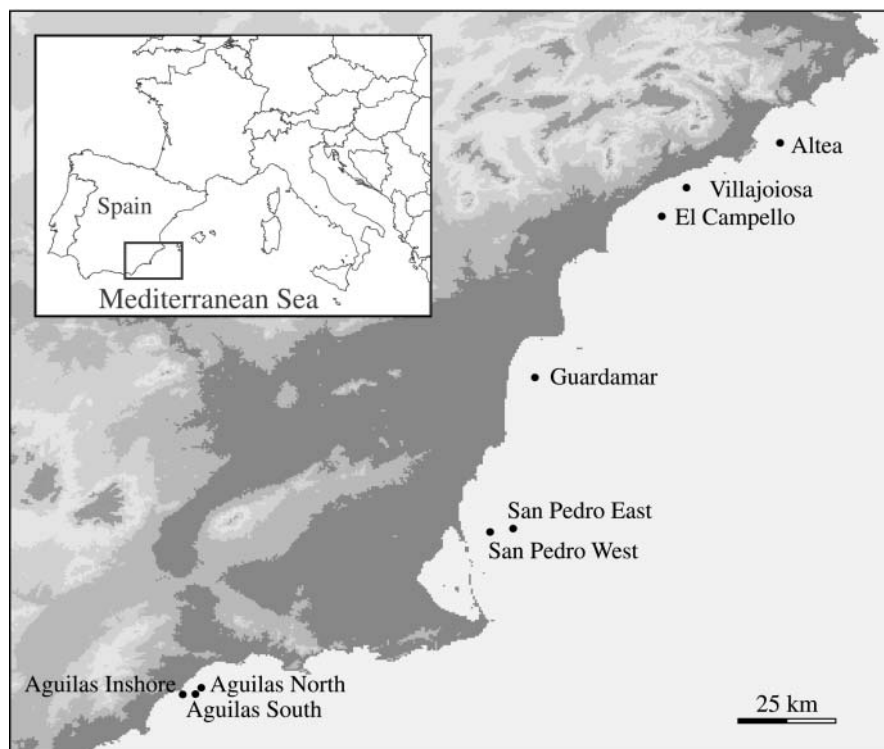 Spain
Mediterranean Sea
Altea
Villajoiosa
El Campello
Guardamar
San Pedro East
San Pedro West
Aguilas Inshore
Aguilas North
Aguilas South
25 km